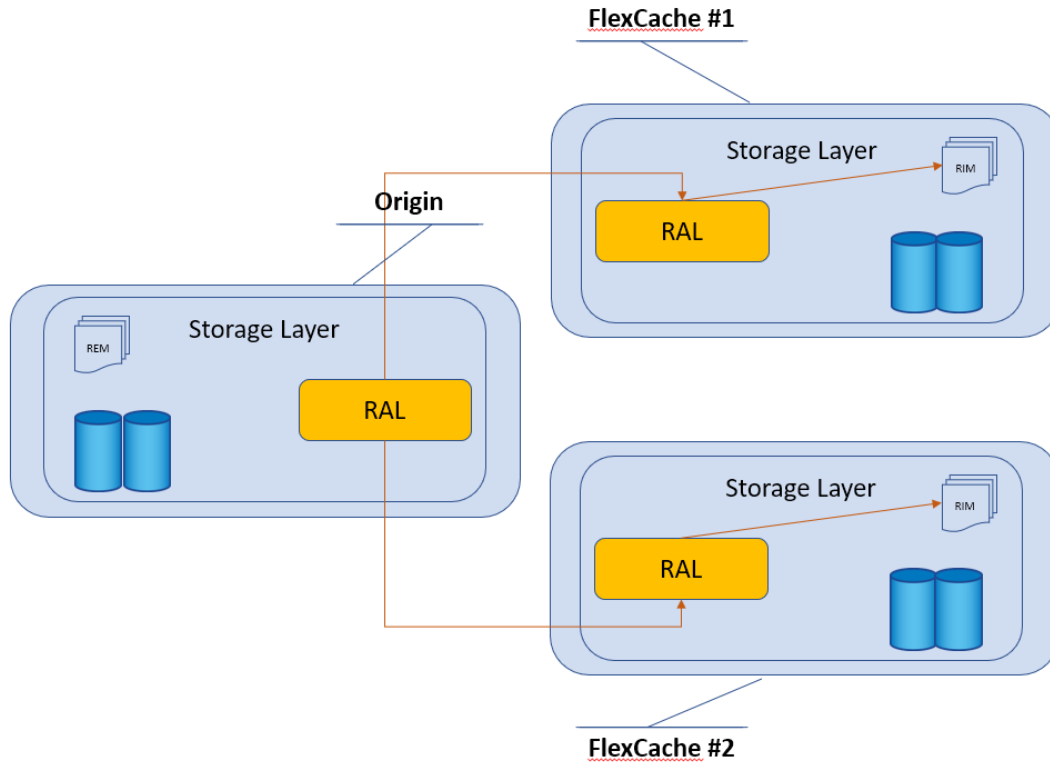 FlexCache #1
Storage Layer
RIM
RAL
Origin
Storage Layer
REM
RAL
Storage Layer
RIM
RAL
FlexCache #2